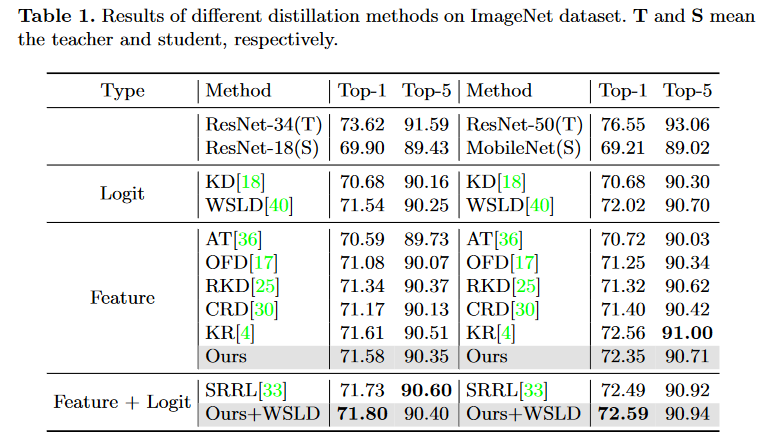 Table 1. Results of different distillation methods on ImageNet dataset. T and S mean
the teacher and student, respectively.
Type Method Top-1 Top-5 Method Top-1 Top-5
ResNet-34(T) 73.62 91.59 ResNet-50(T) 76.55 93.06
ResNet-18(S) 69.90 89.43 MobileNet(S) 69.21 89.02
Logit
KD[18] 70.68 90.16 KD[18] 70.68 90.30
WSLD[40] 71.54 90.25 WSLD[40] 72.02 90.70
Feature
AT[36] 70.59 89.73 AT[36] 70.72 90.03
OFD[17] 71.08 90.07 OFD[17] 71.25 90.34
RKD[25] 71.34 90.37 RKD[25] 71.32 90.62
CRD[30] 71.17 90.13 CRD[30] 71.40 90.42
KR[4] 71.61 90.51 KR[4] 72.56 91.00
Ours 71.58 90.35 Ours 72.35 90.71
Feature + Logit
SRRL[33] 71.73 90.60 SRRL[33] 72.49 90.92
Ours+WSLD 71.80 90.40 Ours+WSLD 72.59 90.94